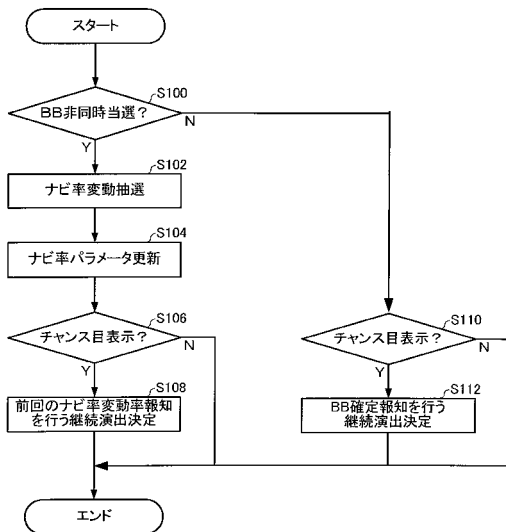 スタート
S100
BB非同時当選？
N
Y
S102
ナビ率変動抽選
S104
ナビ率パラメータ更新
S106
チャンス目表示？
N
Y
S110
チャンス目表示？
N
Y
S108
前回のナビ率変動率報知
を行う継続演出決定
S112
BB確定報知を行う
継続演出決定
エンド